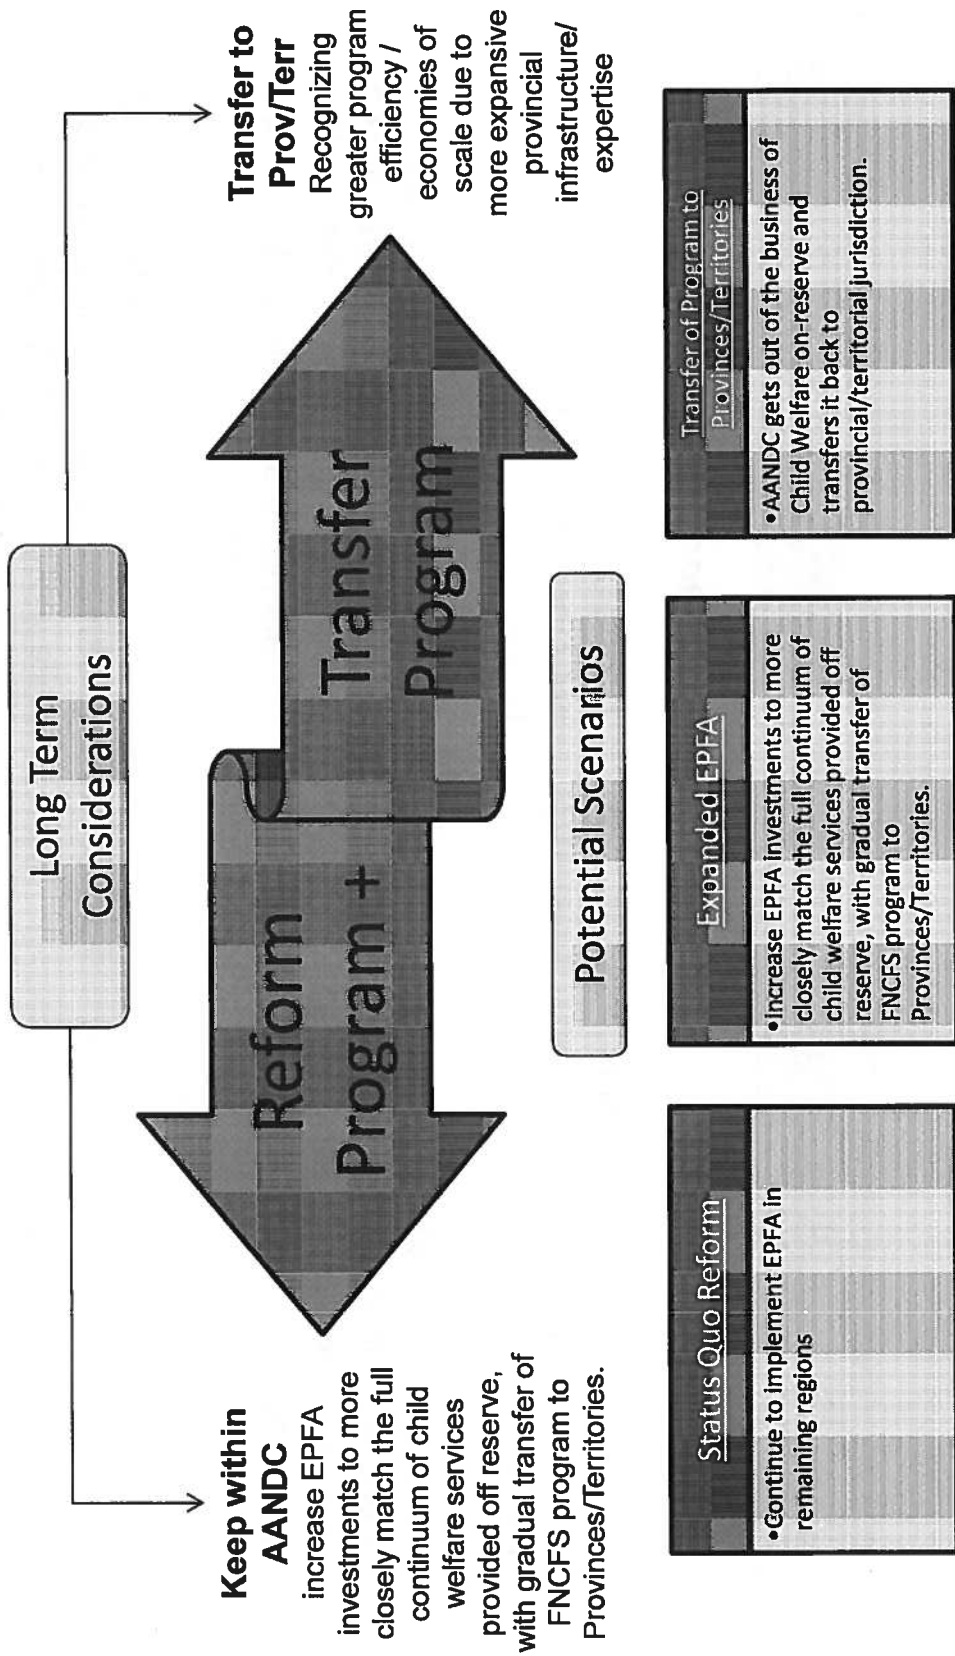 Long Term
Considerations
Keep within
AANDC
increase EPFA
investments to more
closely match the full
continuum of child
welfare services
provided off reserve,
with gradual transfer of
FNCFS program to
Provinces/Territories.
Reform
Program +
Transfer
Program
Transfer to
Prov/Terr
Recognizing
greater program
efficiency /
economies of
scale due to
more expansive
provincial
infrastructure/
expertise
Potential Scenarios
Status Quo Reform
•Continue to implement EPFA in
remaining regions
Expanded EPFA
•Increase EPFA investments to more
closely match the full continuum of
child welfare services provided off
reserve, with gradual transfer of
FNCFS program to
Provinces/Territories.
Transfer of Program to
Provinces/Territories
•AANDC gets out of the business of
Child Welfare on-reserve and
transfers it back to
provincial/territorial jurisdiction.